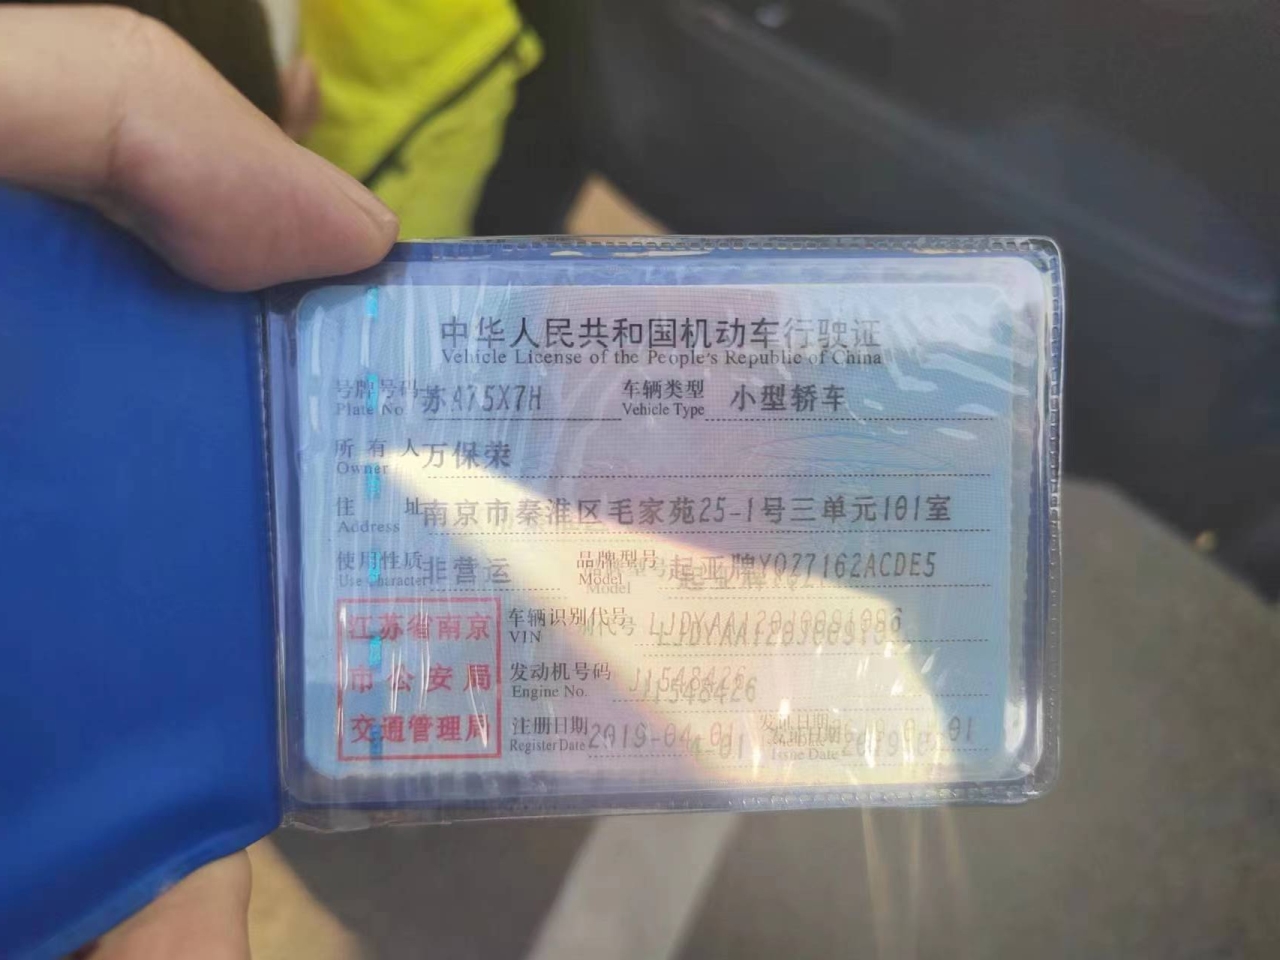 中华人民共和国机动车行驶证
Vehicle License of the People's Republic of China
号牌号码 苏A75X7H 车辆类型 小型轿车
Plate No. Vehicle Type
所有人 万保荣
Owner
住址 南京市秦淮区毛家苑25-1号三单元101室
Address
使用性质 非营运 品牌型号 起亚牌YQZ7162ACDE5
Use Character Model
江苏省南京
市公安局
交通管理局
车辆识别代号
VIN
发动机号码 J1548426
Engine No.
注册日期 2019-04-01 发证日期
Register Date Issue Date